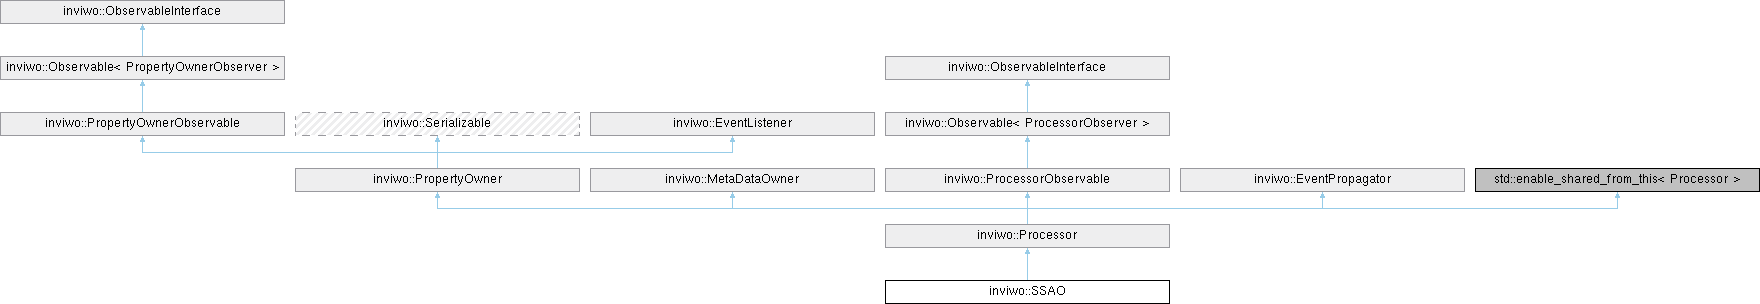 inviwo::ObservableInterface
inviwo::Observable< PropertyOwnerObserver >
inviwo::ObservableInterface
inviwo::PropertyOwnerObservable
inviwo::Serializable
inviwo::EventListener
inviwo::Observable< ProcessorObserver >
inviwo::PropertyOwner
inviwo::MetaDataOwner
inviwo::ProcessorObservable
inviwo::EventPropagator
std::enable_shared_from_this< Processor >
inviwo::Processor
inviwo::SSAO